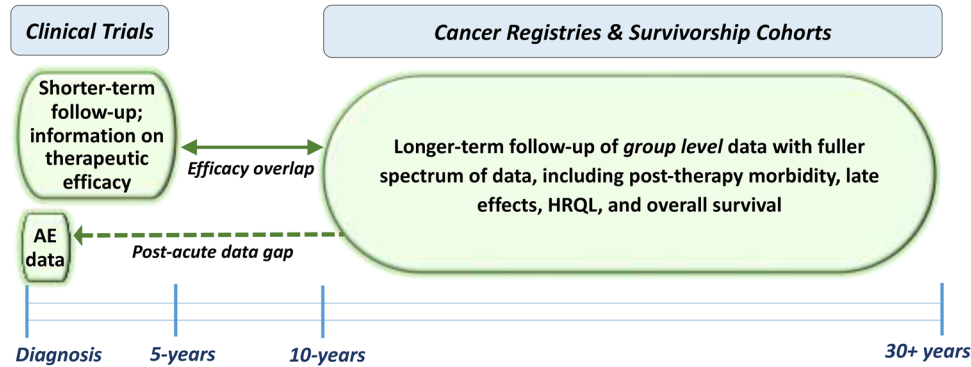 Clinical Trials
Cancer Registries & Survivorship Cohorts
Shorter-term
follow-up;
information on
therapeutic
efficacy
Efficacy overlap
Longer-term follow-up of group level data with fuller
spectrum of data, including post-therapy morbidity, late
effects, HRQL, and overall survival
AE
data
Post-acute data gap
Diagnosis
5-years
10-years
30+ years